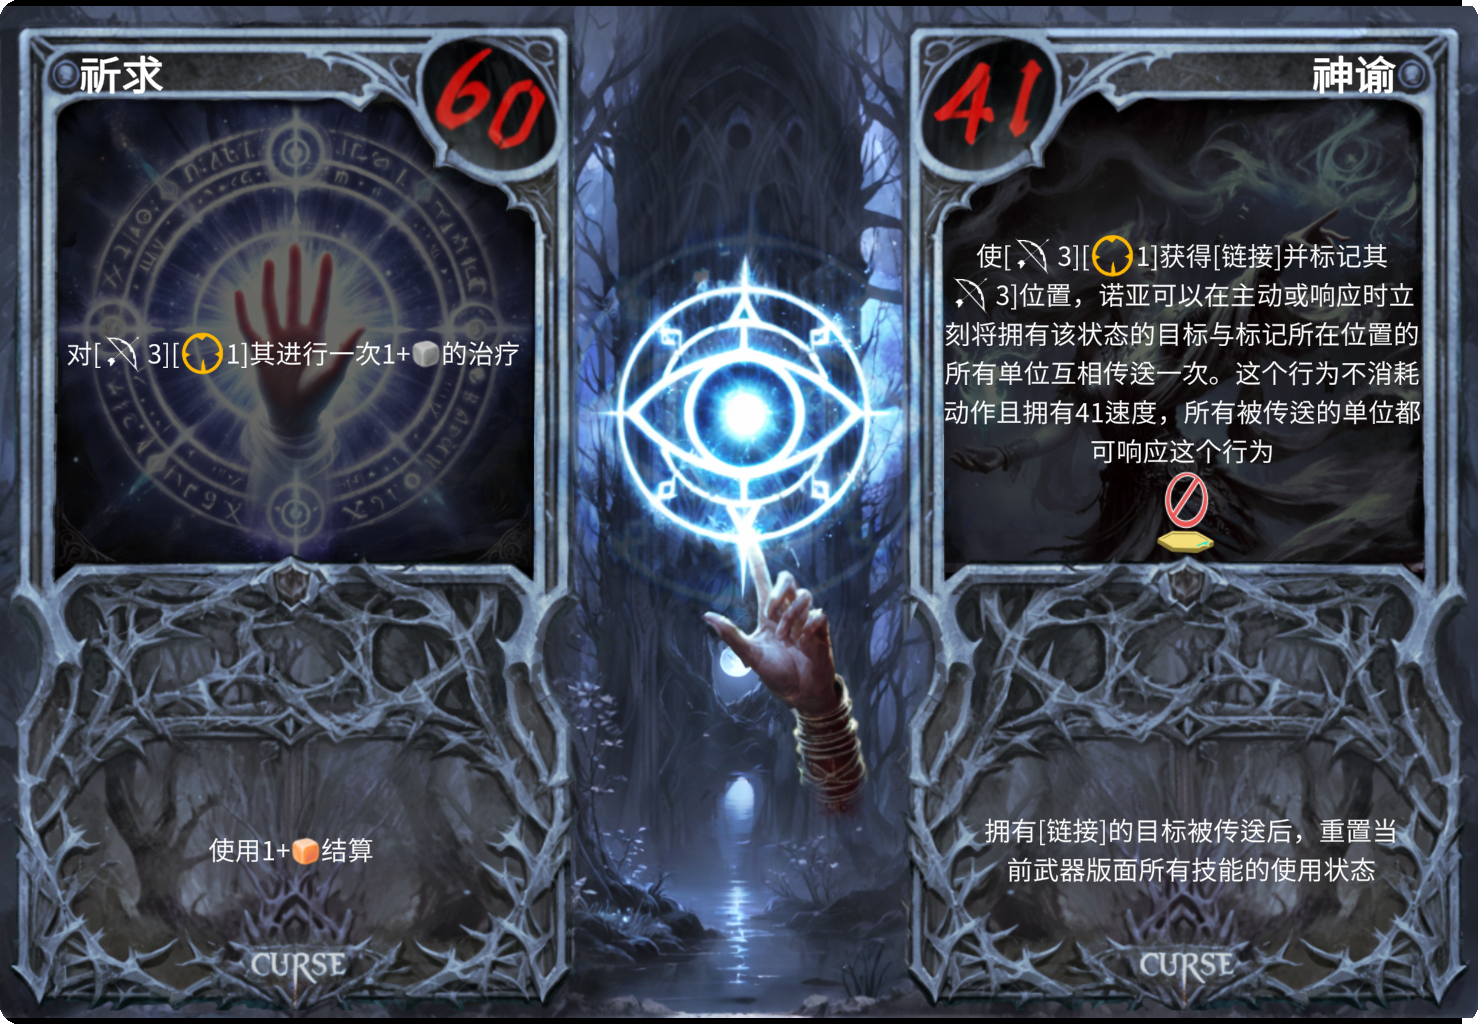 祈求
60
对[3][1]其进行一次1+的治疗
使用1+结算
CURSE
神谕
41
使[3][1]获得[链接]并标记其
3]位置，诺亚可以在主动或响应时立
刻将拥有该状态的目标与标记所在位置的
所有单位互相传送一次。这个行为不消耗
动作且拥有41速度，所有被传送的单位都
可响应这个行为
拥有[链接]的目标被传送后，重置当
前武器版面所有技能的使用状态
CURSE